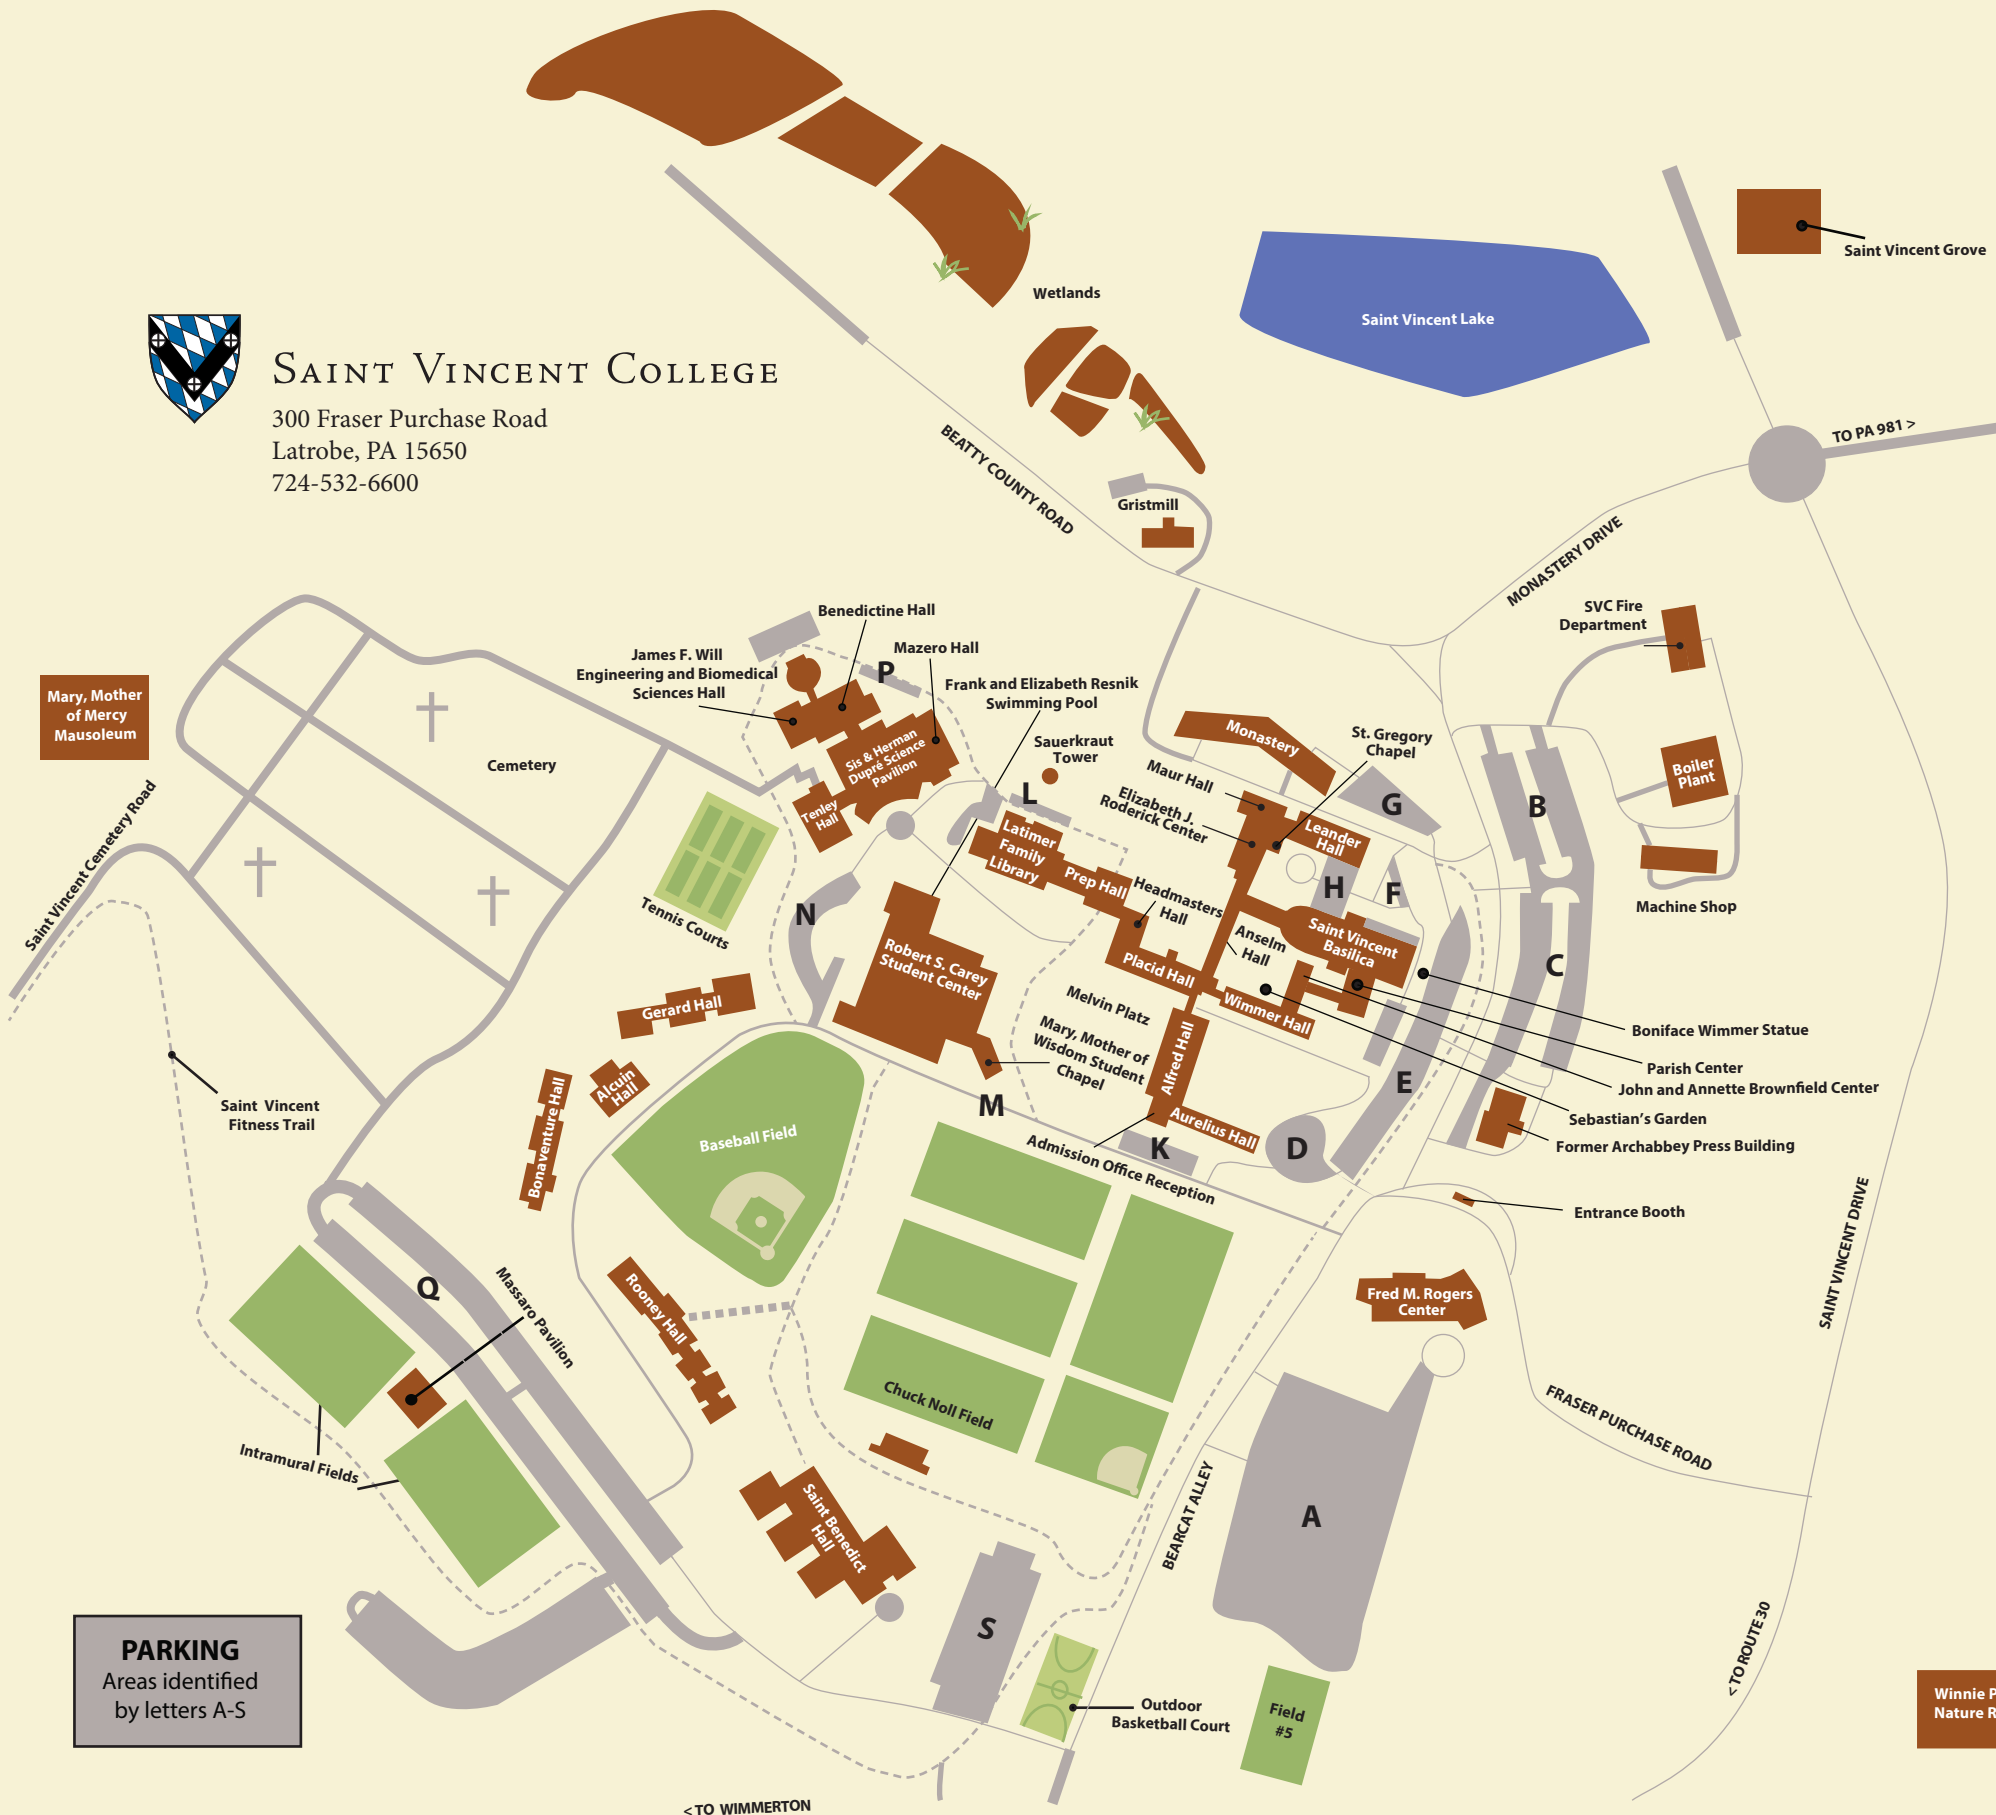 Saint Vincent Grove
Wetlands
Saint Vincent Lake
SAINT VINCENT COLLEGE
300 Fraser Purchase Road
Latrobe, PA 15650
724-532-6600
TO PA 981 >
BEATTY COUNTY ROAD
Gristmill
MONASTERY DRIVE
SVC Fire
Department
Benedictine Hall
James F. Will
Engineering and Biomedical
Sciences Hall
Mazero Hall
P
Frank and Elizabeth Resnik
Swimming Pool
Mary, Mother
of Mercy
Mausoleum
Cemetery
Sis & Herman
Dupré Science
Pavilion
Sauerkraut
Tower
Monastery
St. Gregory
Chapel
Boiler
Plant
Maur Hall
Elizabeth J.
Roderick Center
L
G
B
Tenley
Hall
Latimer
Family
Library
Leander
Hall
Saint Vincent Cemetery Road
Tennis Courts
N
Prep Hall
Headmasters
Hall
H
F
Machine Shop
Robert S. Carey
Student Center
Anselm
Hall
Saint Vincent
Basilica
Placid Hall
C
Gerard Hall
Melvin Platz
Wimmer Hall
Boniface Wimmer Statue
Mary, Mother of
Wisdom Student
Chapel
Alfred Hall
Parish Center
John and Annette Brownfield Center
Sebastian's Garden
Former Archabbey Press Building
Alcuin
Hall
Bonaventure Hall
Saint Vincent
Fitness Trail
M
E
Baseball Field
Aurelius Hall
Admission Office Reception
K
D
Entrance Booth
SAINT VINCENT DRIVE
Q
Massaro Pavilion
Rooney Hall
Fred M. Rogers
Center
Chuck Noll Field
FRASER PURCHASE ROAD
Intramural Fields
BEARCAT ALLEY
A
Saint Benedict
Hall
S
< TO ROUTE 30
PARKING
Areas identified
by letters A-S
Outdoor
Basketball Court
Field
#5
Winnie P
Nature R
< TO WIMMERTON